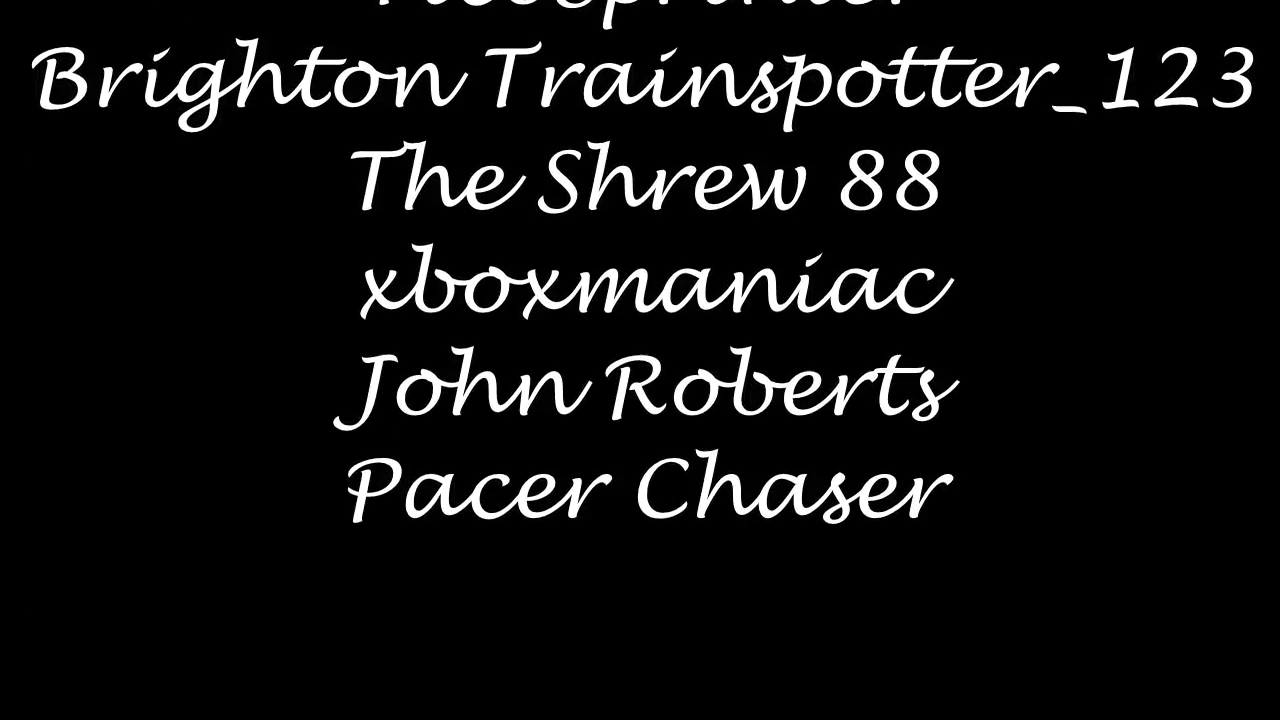 Brighton Trainspotter_123
The Shrew 88
xboxmaniac
John Roberts
Pacer Chaser